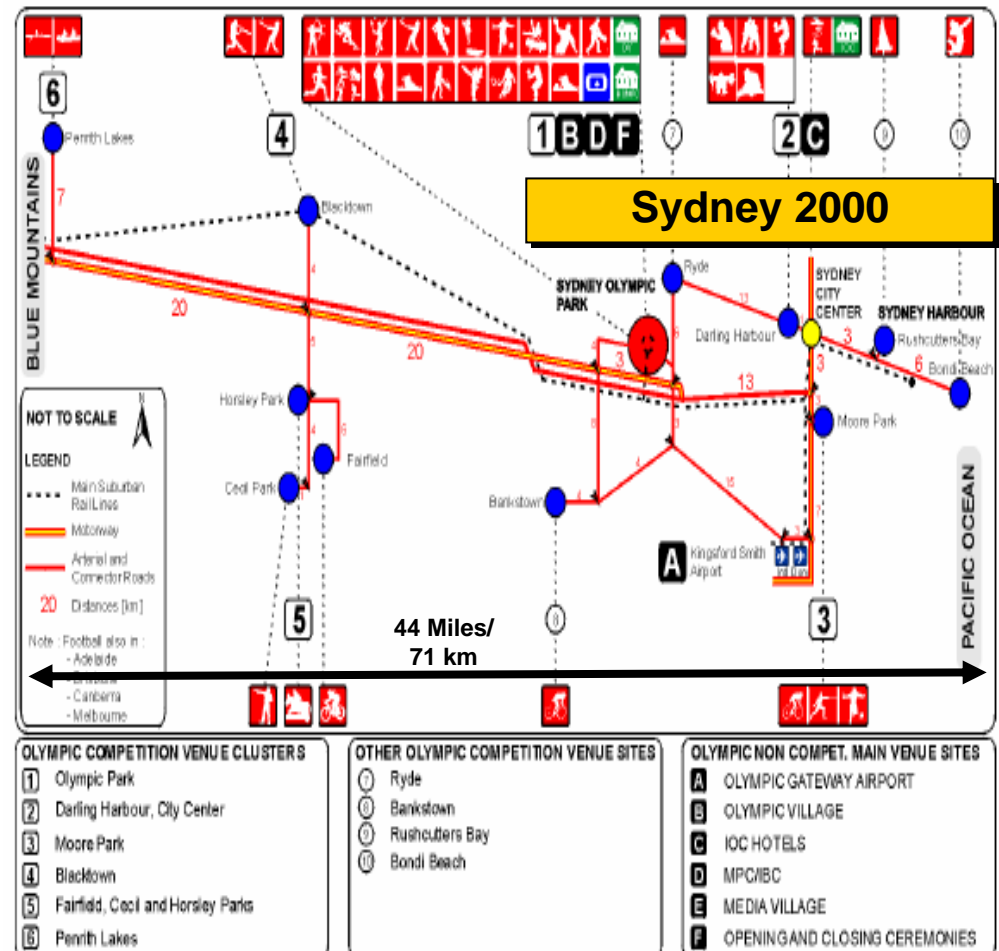 6
4
1 B D F
7
2 C
9
10
Penrith Lakes
BLUE MOUNTAINS
7
Blacktown
Sydney 2000
SYDNEY OLYMPIC
PARK
Ryde
SYDNEY
CITY
CENTER
SYDNEY HARBOUR
Darling Harbour
Rushcutters Bay
Bondi Beach
20
20
3
13
3
3
6
4
Horsley Park
4
Fairfield
Cecil Park
Moore Park
Bankstown
4
4
15
A
Kingsford Smith
Airport
PACIFIC OCEAN
NOT TO SCALE
N
LEGEND
Main Suburban
Rail Lines
Motorway
Arterial and
Connector Roads
20 Distances [km]
Note : Football also in :
- Adelaide
- Canberra
- Melbourne
5
8
3
44 Miles/
71 km
OLYMPIC COMPETITION VENUE CLUSTERS
1 Olympic Park
2 Darling Harbour, City Center
3 Moore Park
4 Blacktown
5 Fairfield, Cecil and Horsley Parks
6 Penrith Lakes
OTHER OLYMPIC COMPETITION VENUE SITES
7 Ryde
8 Bankstown
9 Rushcutters Bay
10 Bondi Beach
OLYMPIC NON COMPET. MAIN VENUE SITES
A OLYMPIC GATEWAY AIRPORT
B OLYMPIC VILLAGE
C IOC HOTELS
D MPC/IBC
E MEDIA VILLAGE
F OPENING AND CLOSING CEREMONIES